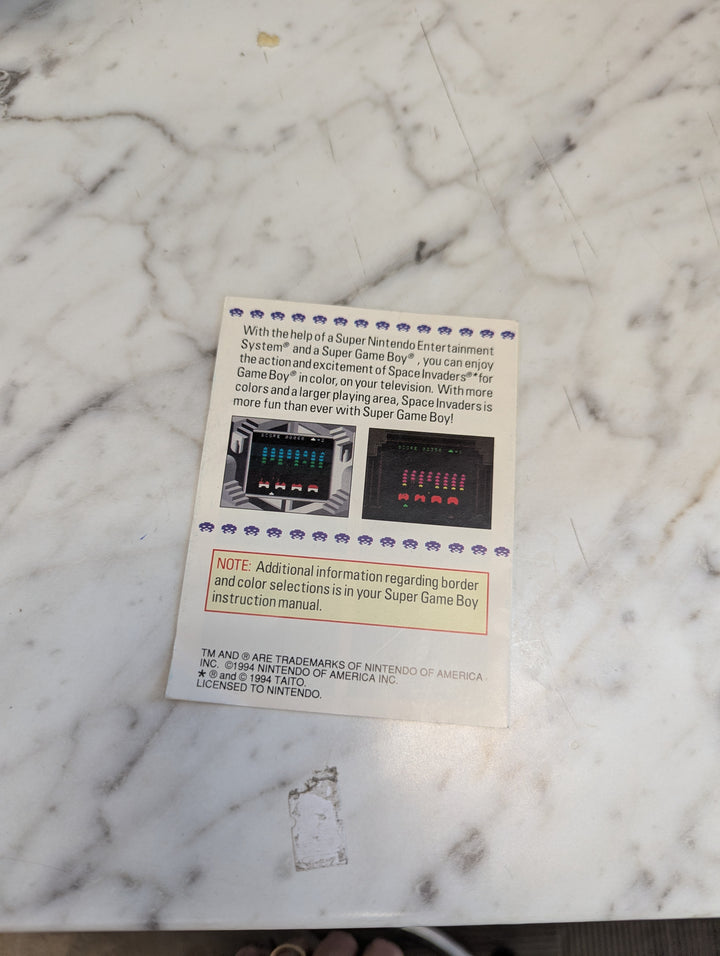 With the help of a Super Nintendo Entertainment
System® and a Super Game Boy®, you can enjoy
the action and excitement of Space Invaders®* for
Game Boy® in color, on your television. With more
colors and a larger playing area, Space Invaders is
more fun than ever with Super Game Boy!
NOTE: Additional information regarding border
and color selections is in your Super Game Boy
instruction manual.
TM AND ® ARE TRADEMARKS OF NINTENDO OF AMERICA
INC. ©1994 NINTENDO OF AMERICA INC.
* ® and © 1994 TAITO.
LICENSED TO NINTENDO.